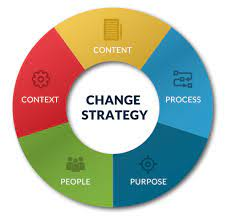 CONTENT
CONTEXT
PROCESS
CHANGE
STRATEGY
PEOPLE
PURPOSE